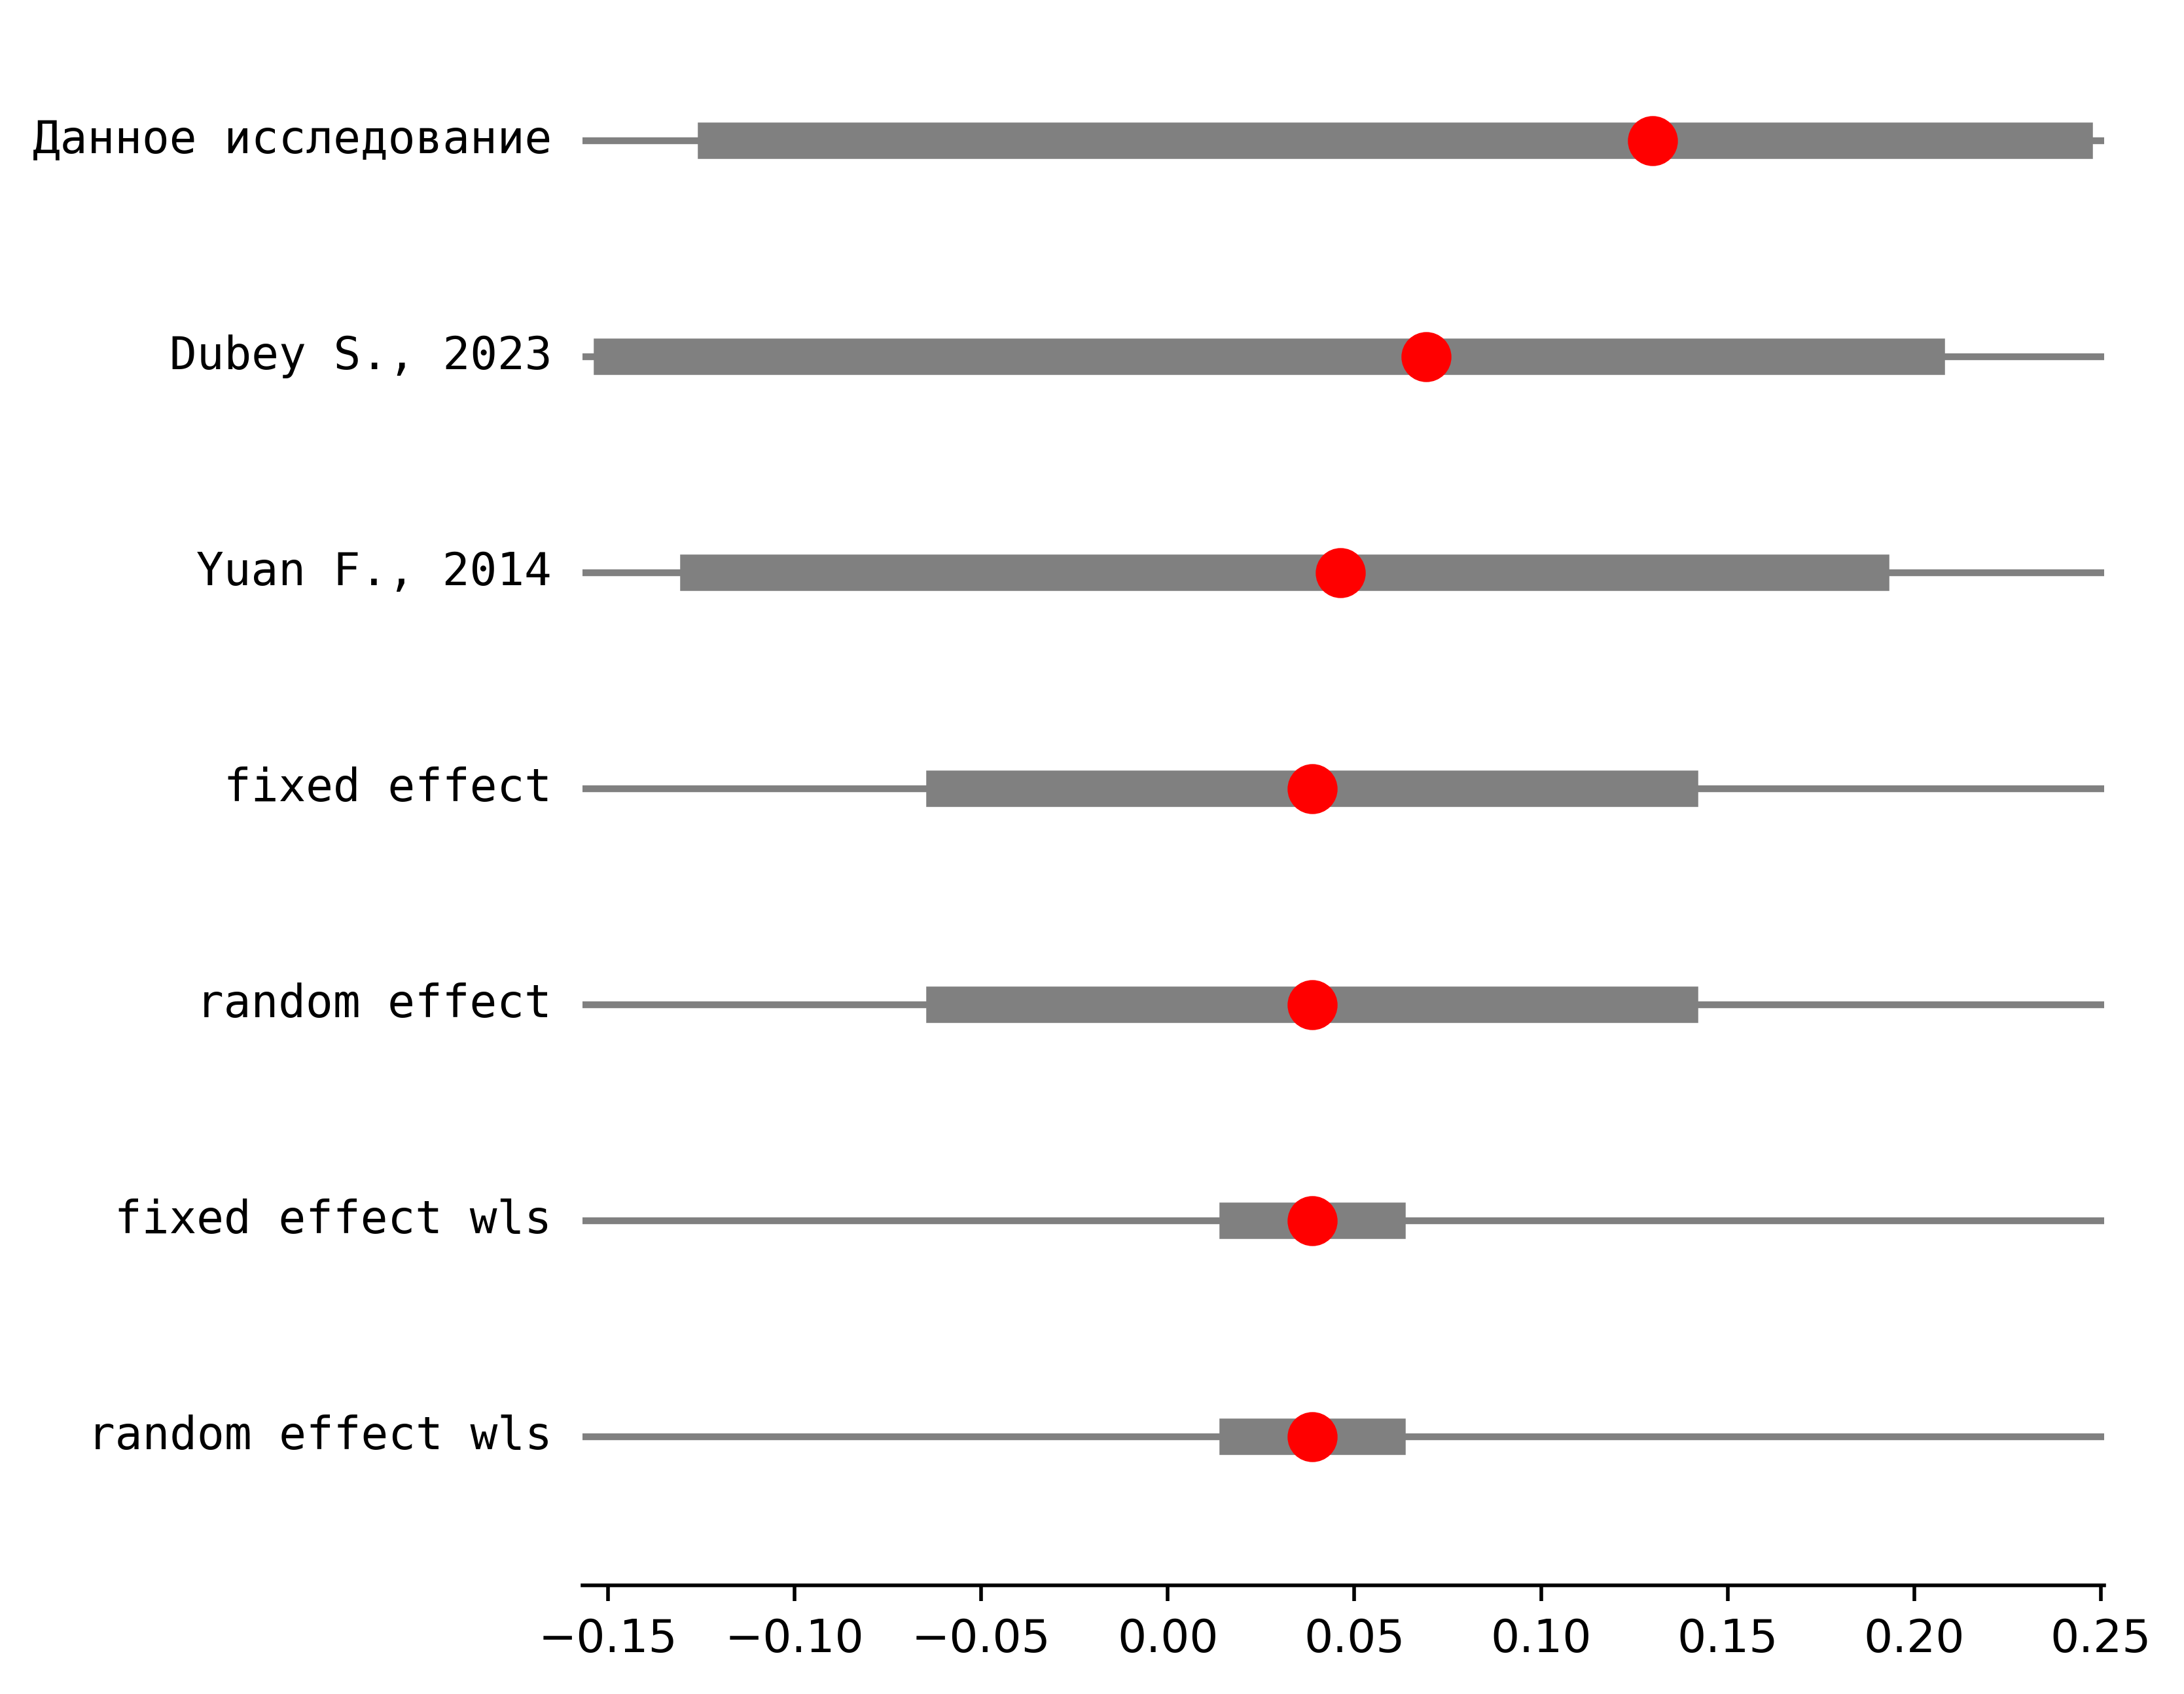 Данное исследование
Dubey S., 2023
Yuan F., 2014
fixed effect
random effect
fixed effect wls
random effect wls
−0.15 −0.10 −0.05 0.00 0.05 0.10 0.15 0.20 0.25